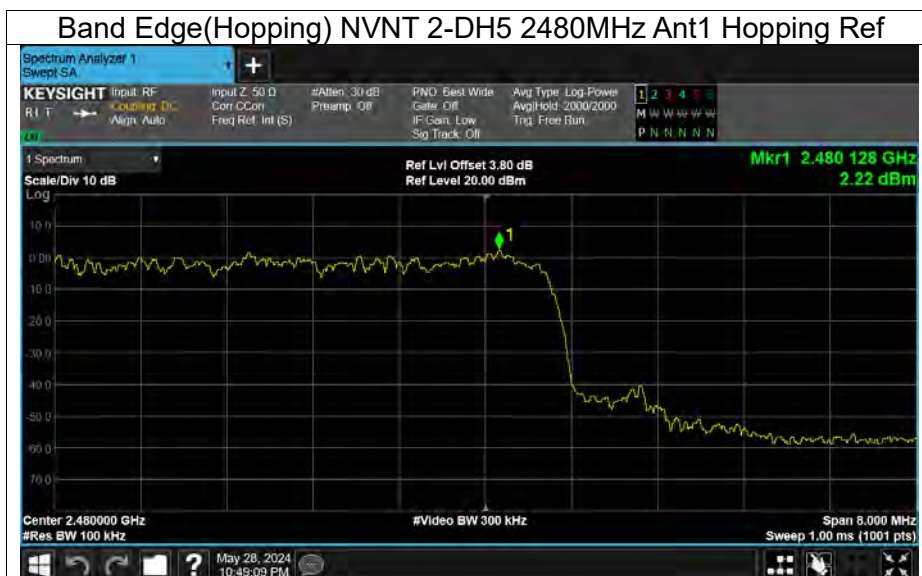 Band Edge(Hopping) NVNT 2-DH5 2480MHz Ant1 Hopping Ref
Spectrum Analyzer 1
Swept SA
+
KEYSIGHT Input: RF Input Z: 50 Ω #Atten: 30 dB PNO: Best Wide Avg Type: Log-Power 1 2 3 4 5 6
RL T Coupling: DC Corr CCorr Preamp: Off Gate: Off Avg|Hold: 2000/2000 M W W W W W
Align: Auto Freq Ref: Int (S) IF Gain: Low Trig: Free Run
Sig Track: Off P N N N N N
1 Spectrum Ref Lvl Offset 3.80 dB Mkr1 2.480 128 GHz
Scale/Div 10 dB Ref Level 20.00 dBm 2.22 dBm
Log
10.0
1
0.00
-10.0
-20.0
-30.0
-40.0
-50.0
-60.0
-70.0
Center 2.480000 GHz #Video BW 300 kHz Span 8.000 MHz
#Res BW 100 kHz Sweep 1.00 ms (1001 pts)
? May 28, 2024
10:49:09 PM